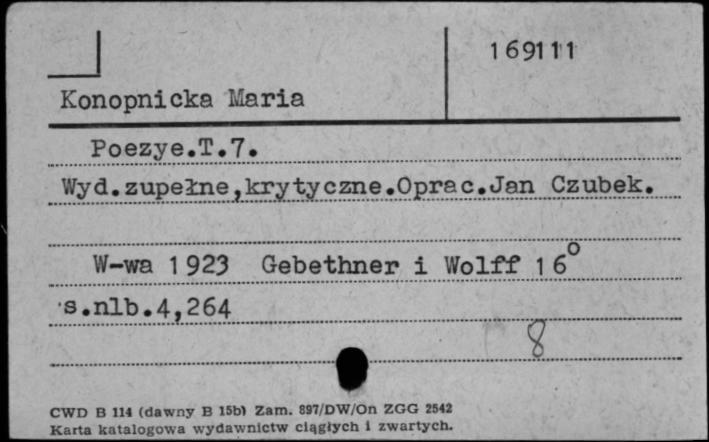 169111
Konopnicka Maria
Poezye.T.7.
Wyd.zupełne,krytyczne.Oprac.Jan Czubek.
W-wa 1923 Gebethner i Wolff 16°
s.nlb.4,264
8
CWD B 114 (dawny B 15b) Zam. 897/DW/On ZGG 2542
Karta katalogowa wydawnictw ciągłych i zwartych.